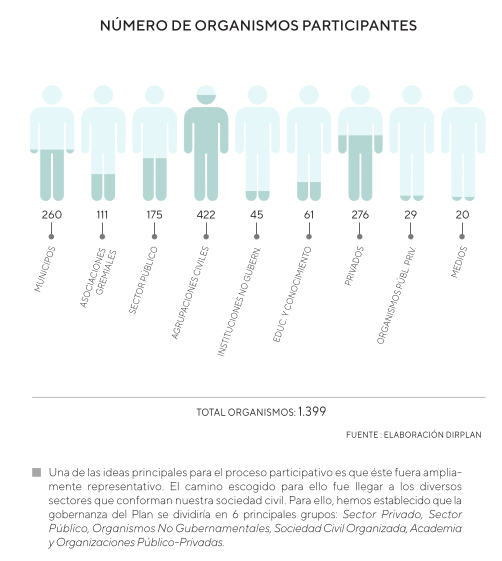 NÚMERO DE ORGANISMOS PARTICIPANTES
260
111
175
422
45
61
276
29
20
MUNICIPIOS
ASOCIACIONES
GREMIALES
SECTOR PÚBLICO
AGRUPACIONES CIVILES
INSTITUCIONES NO GUBERN.
EDUC. Y CONOCIMIENTO
PRIVADOS
ORGANISMOS PÚBL. PRIV.
MEDIOS
TOTAL ORGANISMOS: 1.399
FUENTE : ELABORACIÓN DIRPLAN
Una de las ideas principales para el proceso participativo es que éste fuera amplia-
mente representativo. El camino escogido para ello fue llegar a los diversos
sectores que conforman nuestra sociedad civil. Para ello, hemos establecido que la
gobernanza del Plan se dividiría en 6 principales grupos: Sector Privado, Sector
Público, Organismos No Gubernamentales, Sociedad Civil Organizada, Academia
y Organizaciones Público-Privadas.